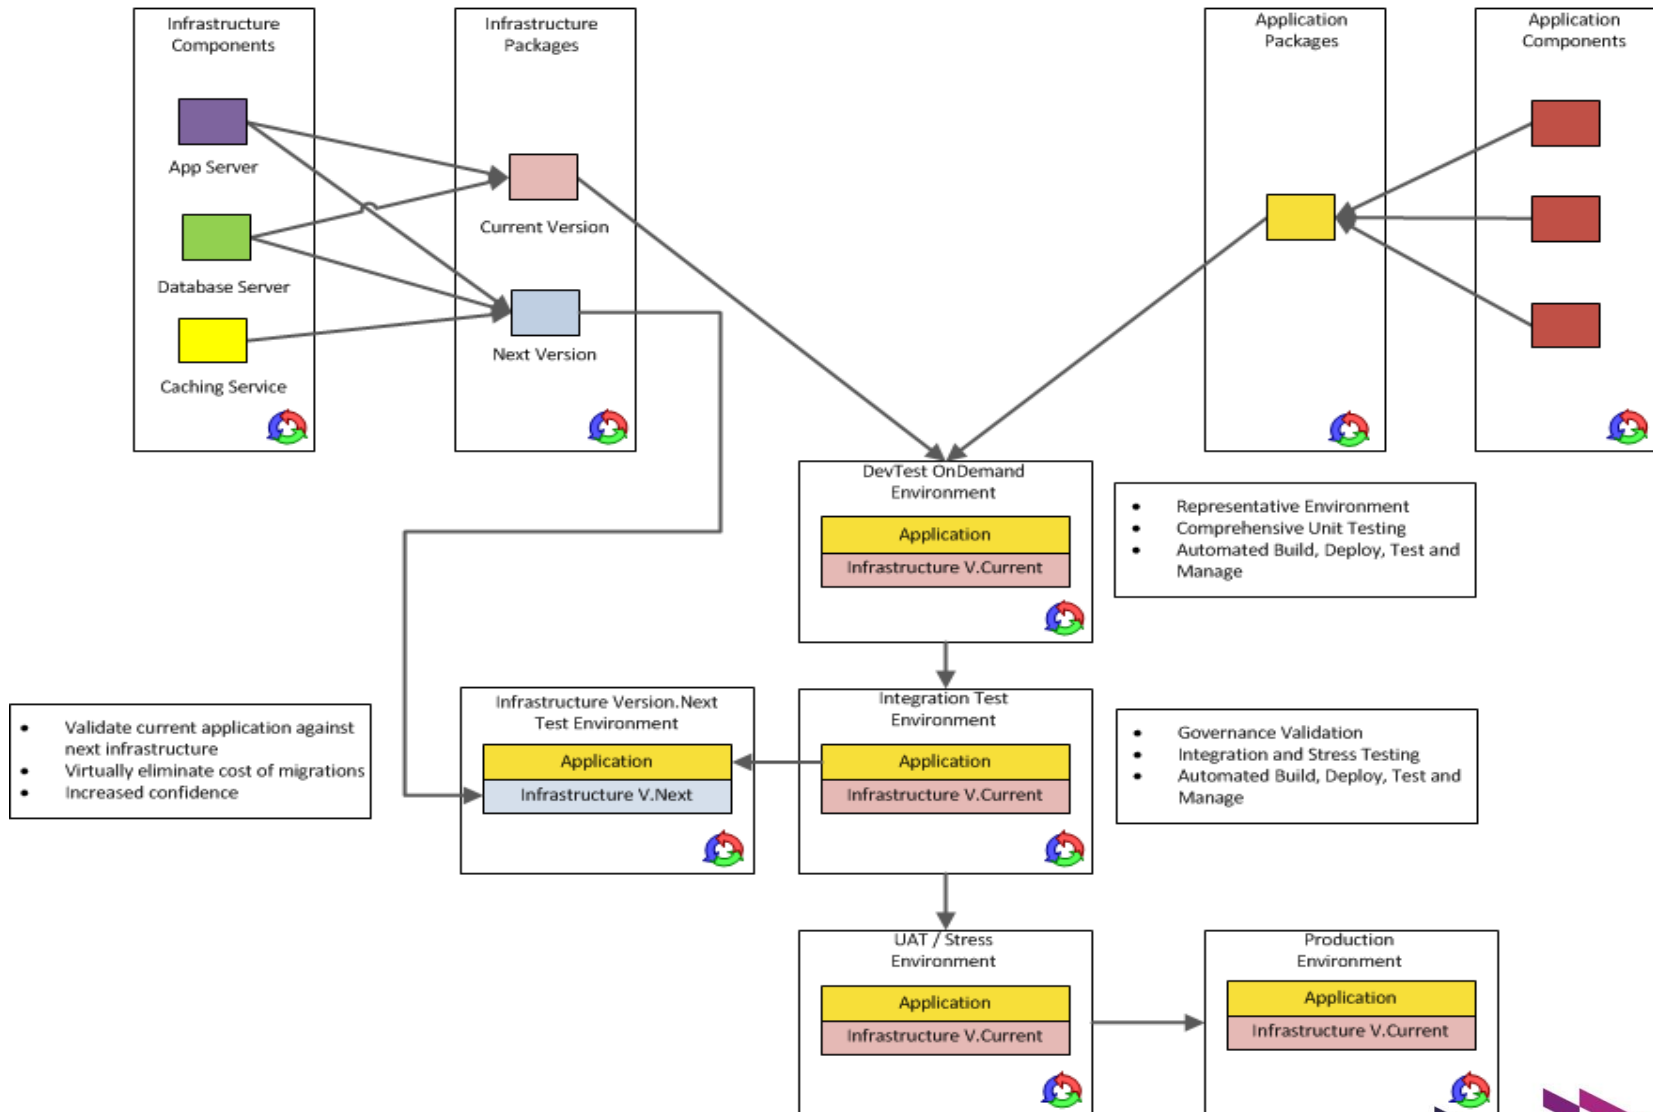 Infrastructure
Components
App Server
Database Server
Caching Service
Infrastructure
Packages
Current Version
Next Version
Application
Packages
Application
Components
DevTest OnDemand
Environment
Application
Infrastructure V.Current
• Representative Environment
• Comprehensive Unit Testing
• Automated Build, Deploy, Test and
Manage
• Validate current application against
next infrastructure
• Virtually eliminate cost of migrations
• Increased confidence
Infrastructure Version.Next
Test Environment
Application
Infrastructure V.Next
Integration Test
Environment
Application
Infrastructure V.Current
• Governance Validation
• Integration and Stress Testing
• Automated Build, Deploy, Test and
Manage
UAT / Stress
Environment
Application
Infrastructure V.Current
Production
Environment
Application
Infrastructure V.Current